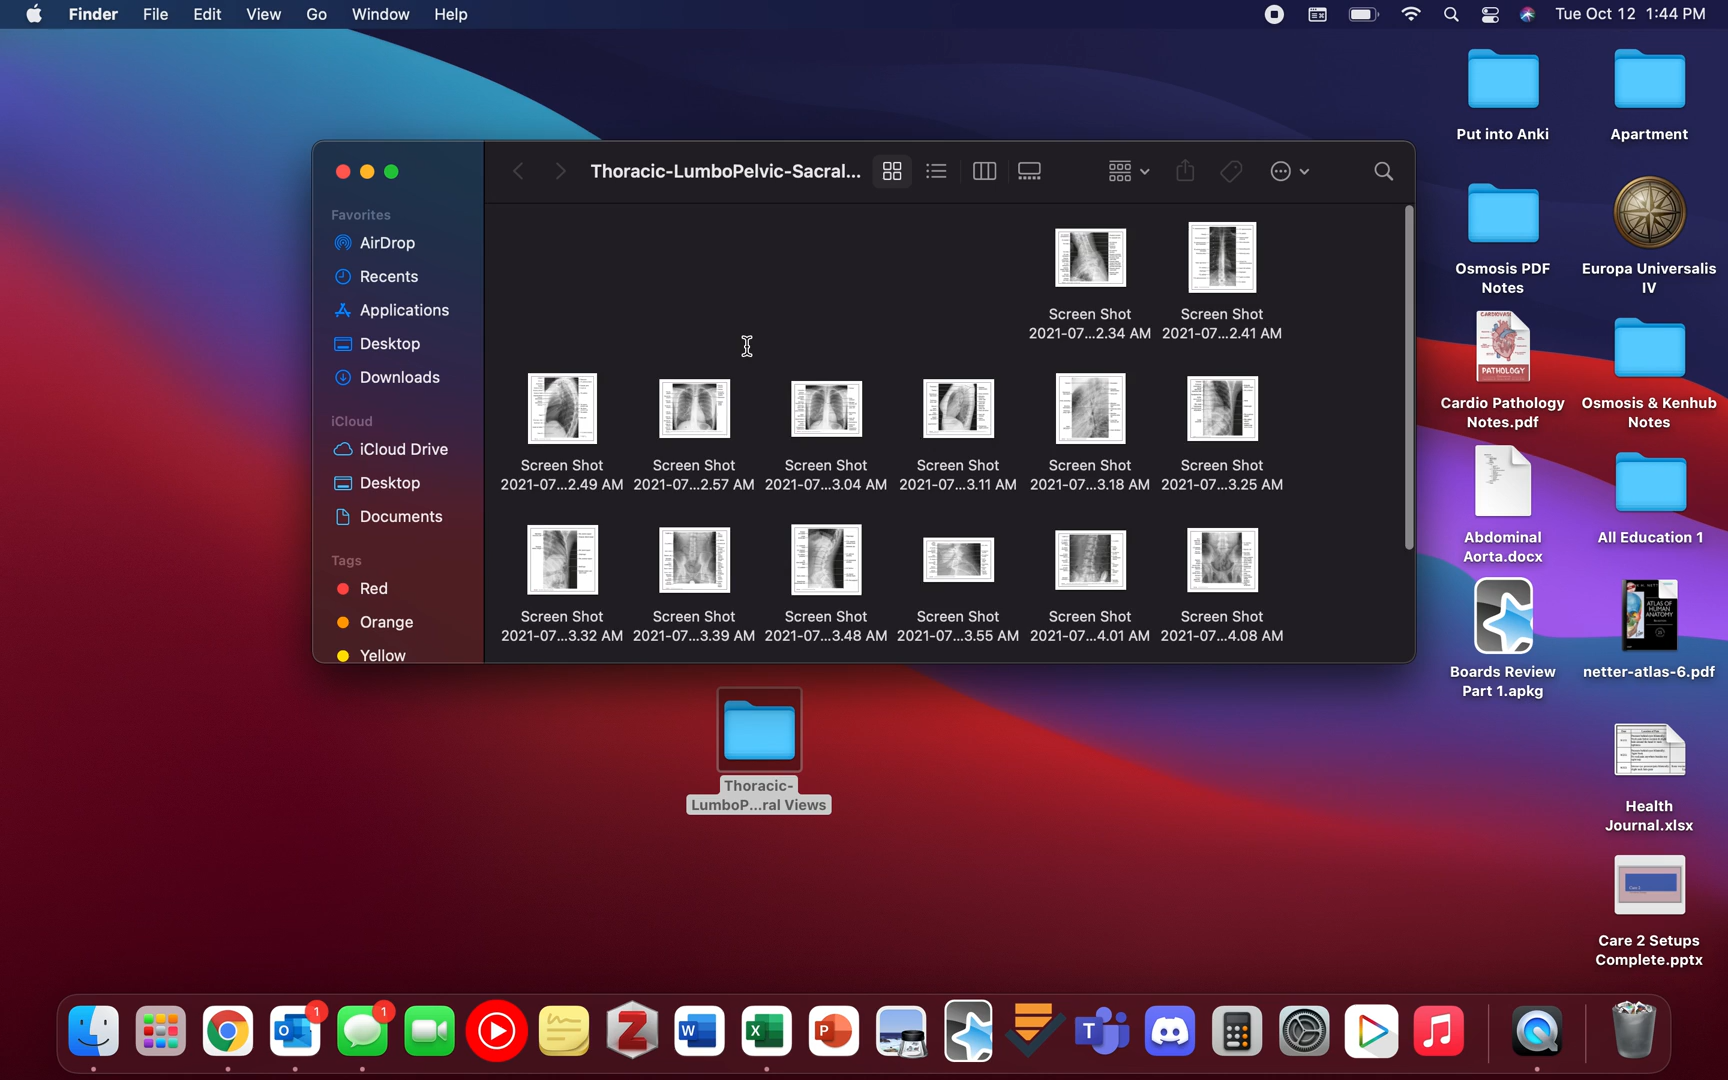 Finder File Edit View Go Window Help
Tue Oct 12 1:44 PM
Thoracic-LumboPelvic-Sacral...
Favorites
AirDrop
Recents
Applications
Desktop
Downloads
iCloud
iCloud Drive
Desktop
Documents
Tags
Red
Orange
Yellow
Screen Shot
2021-07...2.34 AM
Screen Shot
2021-07...2.41 AM
Screen Shot
2021-07...2.49 AM
Screen Shot
2021-07...2.57 AM
Screen Shot
2021-07...3.04 AM
Screen Shot
2021-07...3.11 AM
Screen Shot
2021-07...3.18 AM
Screen Shot
2021-07...3.25 AM
Screen Shot
2021-07...3.32 AM
Screen Shot
2021-07...3.39 AM
Screen Shot
2021-07...3.48 AM
Screen Shot
2021-07...3.55 AM
Screen Shot
2021-07...4.01 AM
Screen Shot
2021-07...4.08 AM
Thoracic-
LumboP...ral Views
Put into Anki
Apartment
Osmosis PDF
Notes
Europa Universalis
IV
PATHOLOGY
Cardio Pathology
Notes.pdf
Osmosis & Kenhub
Notes
Abdominal
Aorta.docx
All Education 1
Boards Review
Part 1.apkg
ATLAS OF
HUMAN
ANATOMY
netter-atlas-6.pdf
Health
Journal.xlsx
Care 2 Setups
Complete.pptx
1
1